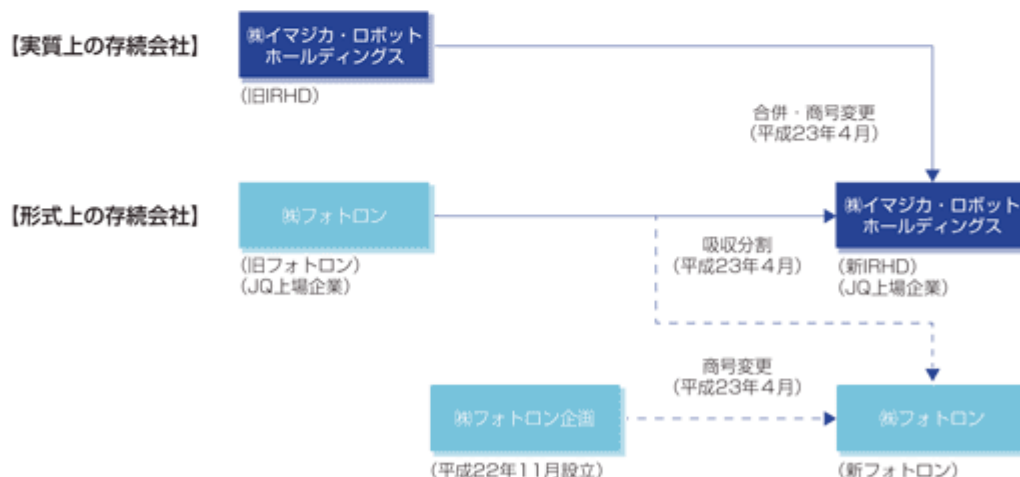 【実質上の存続会社】
㈱イマジカ・ロボット
ホールディングス
(旧IRHD)
合併・商号変更
(平成23年4月)
【形式上の存続会社】
㈱フォトロン
(旧フォトロン)
(JQ上場企業)
吸収分割
(平成23年4月)
㈱イマジカ・ロボット
ホールディングス
(新IRHD)
(JQ上場企業)
商号変更
(平成23年4月)
㈱フォトロン企画
(平成22年11月設立)
㈱フォトロン
(新フォトロン)